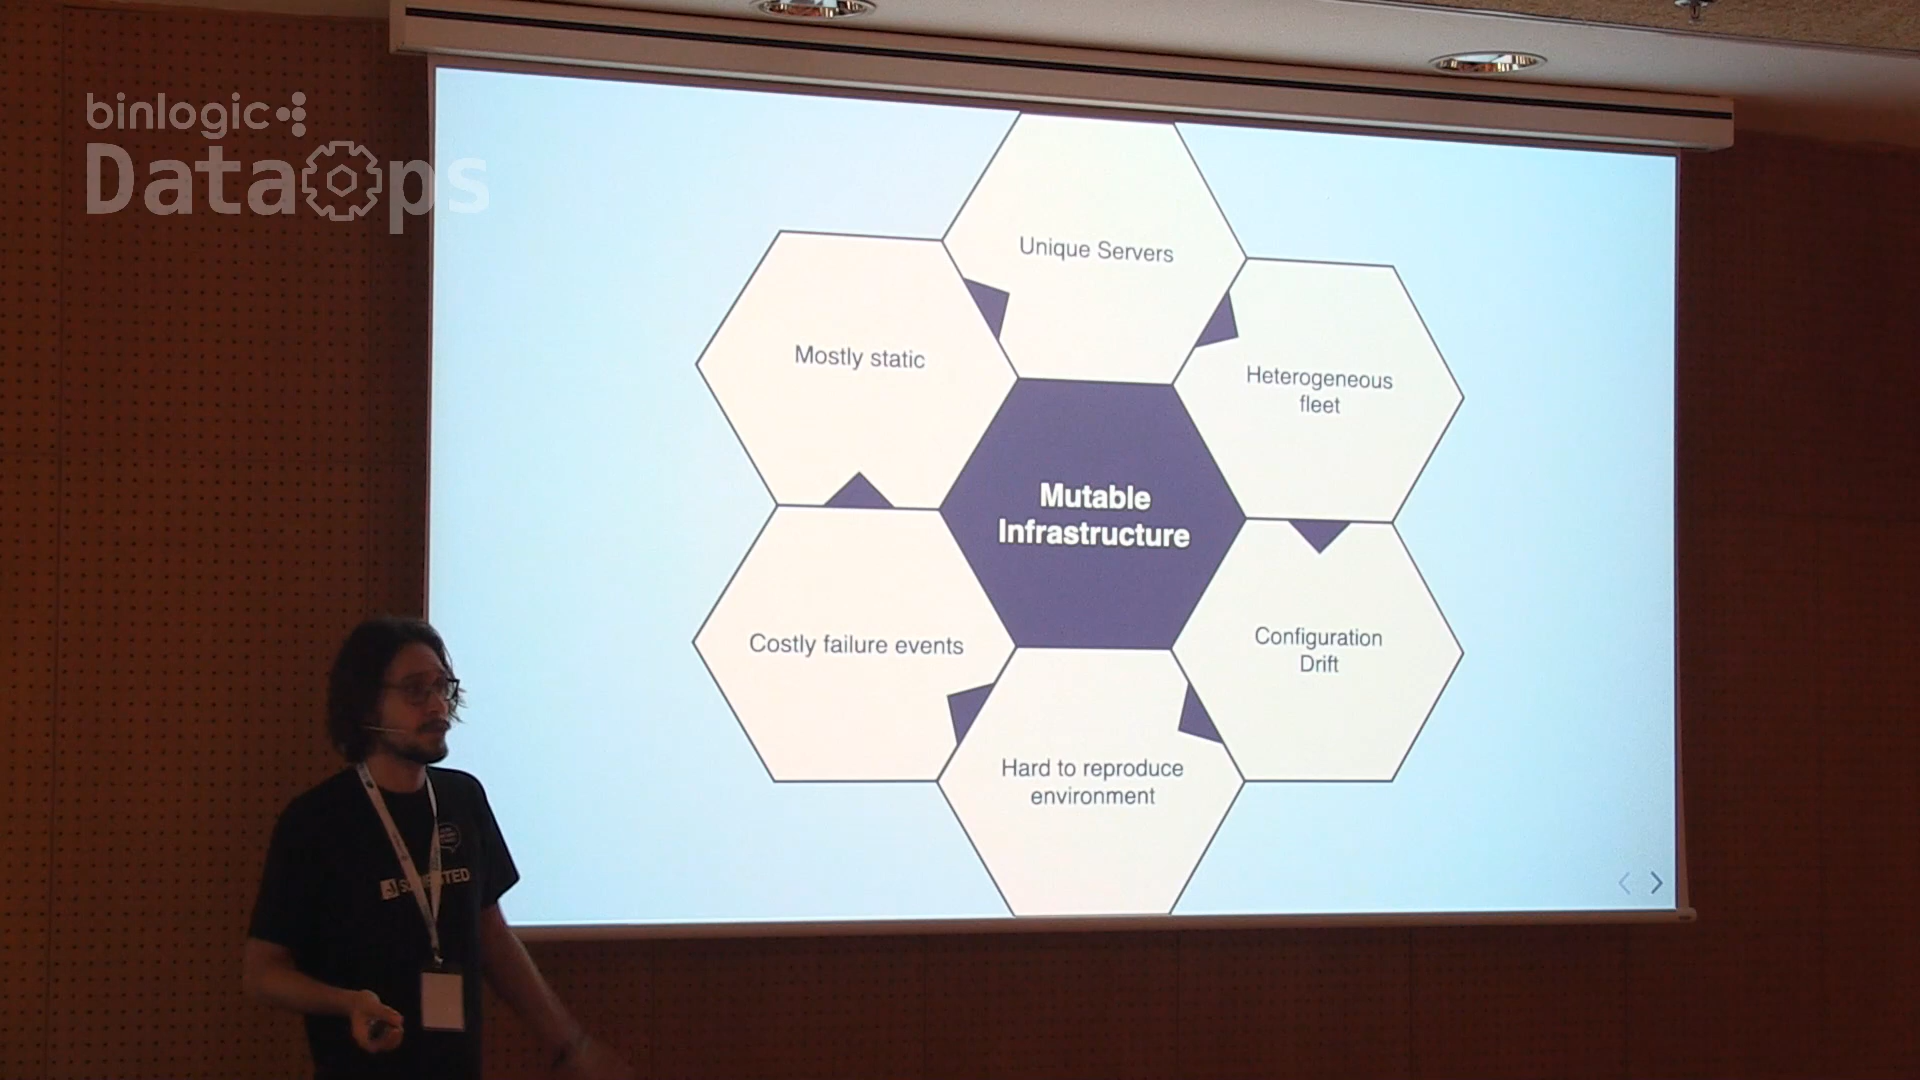 binlogic
DataOps
Unique Servers
Mostly static
Heterogeneous
fleet
Mutable
Infrastructure
Costly failure events
Configuration
Drift
Hard to reproduce
environment